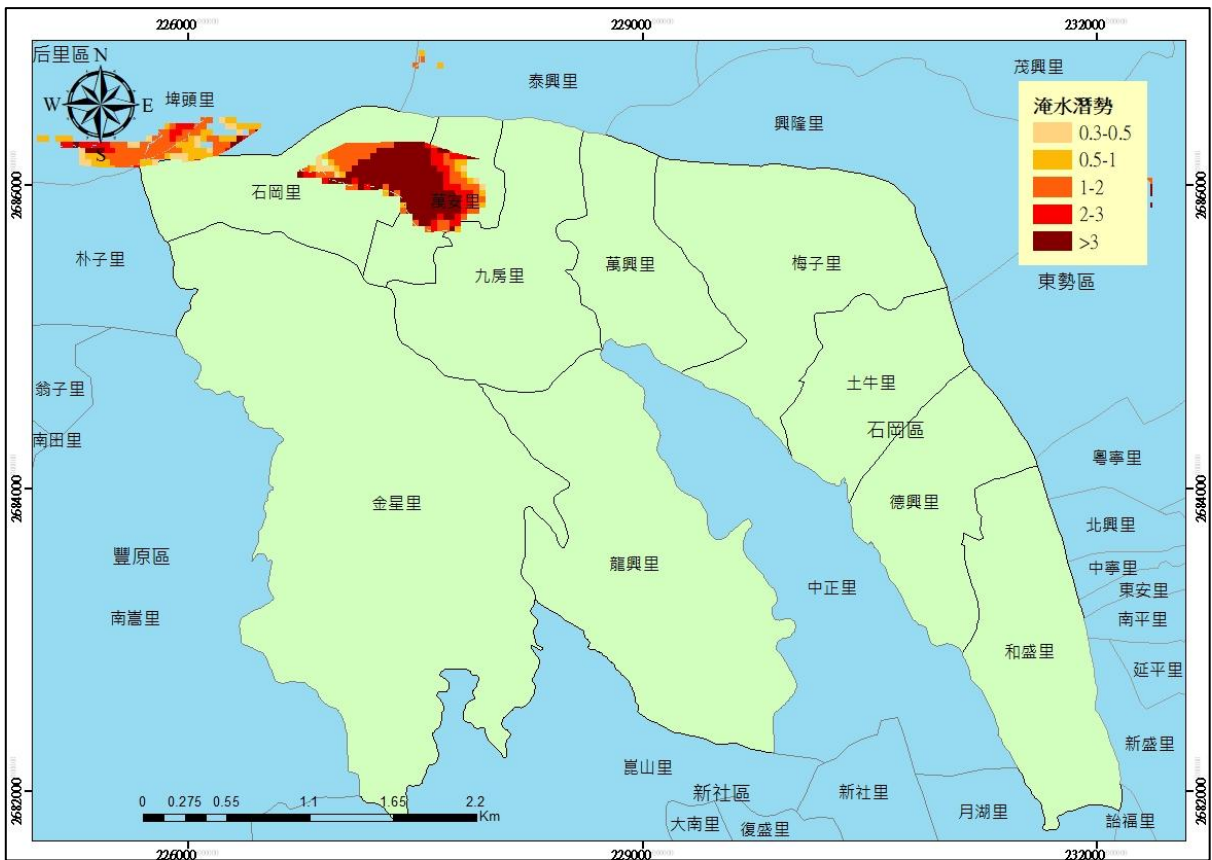 226000
229000
232000
后里區
N
W
E
S
埤頭里
泰興里
茂興里
興隆里
淹水潛勢
0.3-0.5
0.5-1
1-2
2-3
>3
2686000
2686000
石岡里
萬安里
朴子里
九房里
萬興里
梅子里
東勢區
翁子里
土牛里
南田里
石岡區
粵寧里
2684000
2684000
金星里
德興里
北興里
豐原區
龍興里
中正里
中寧里
東安里
南嵩里
南平里
和盛里
延平里
新盛里
崑山里
新社區
新社里
月湖里
大南里
復盛里
詒福里
2682000
2682000
0 0.275 0.55 1.1 1.65 2.2
Km
226000
229000
232000